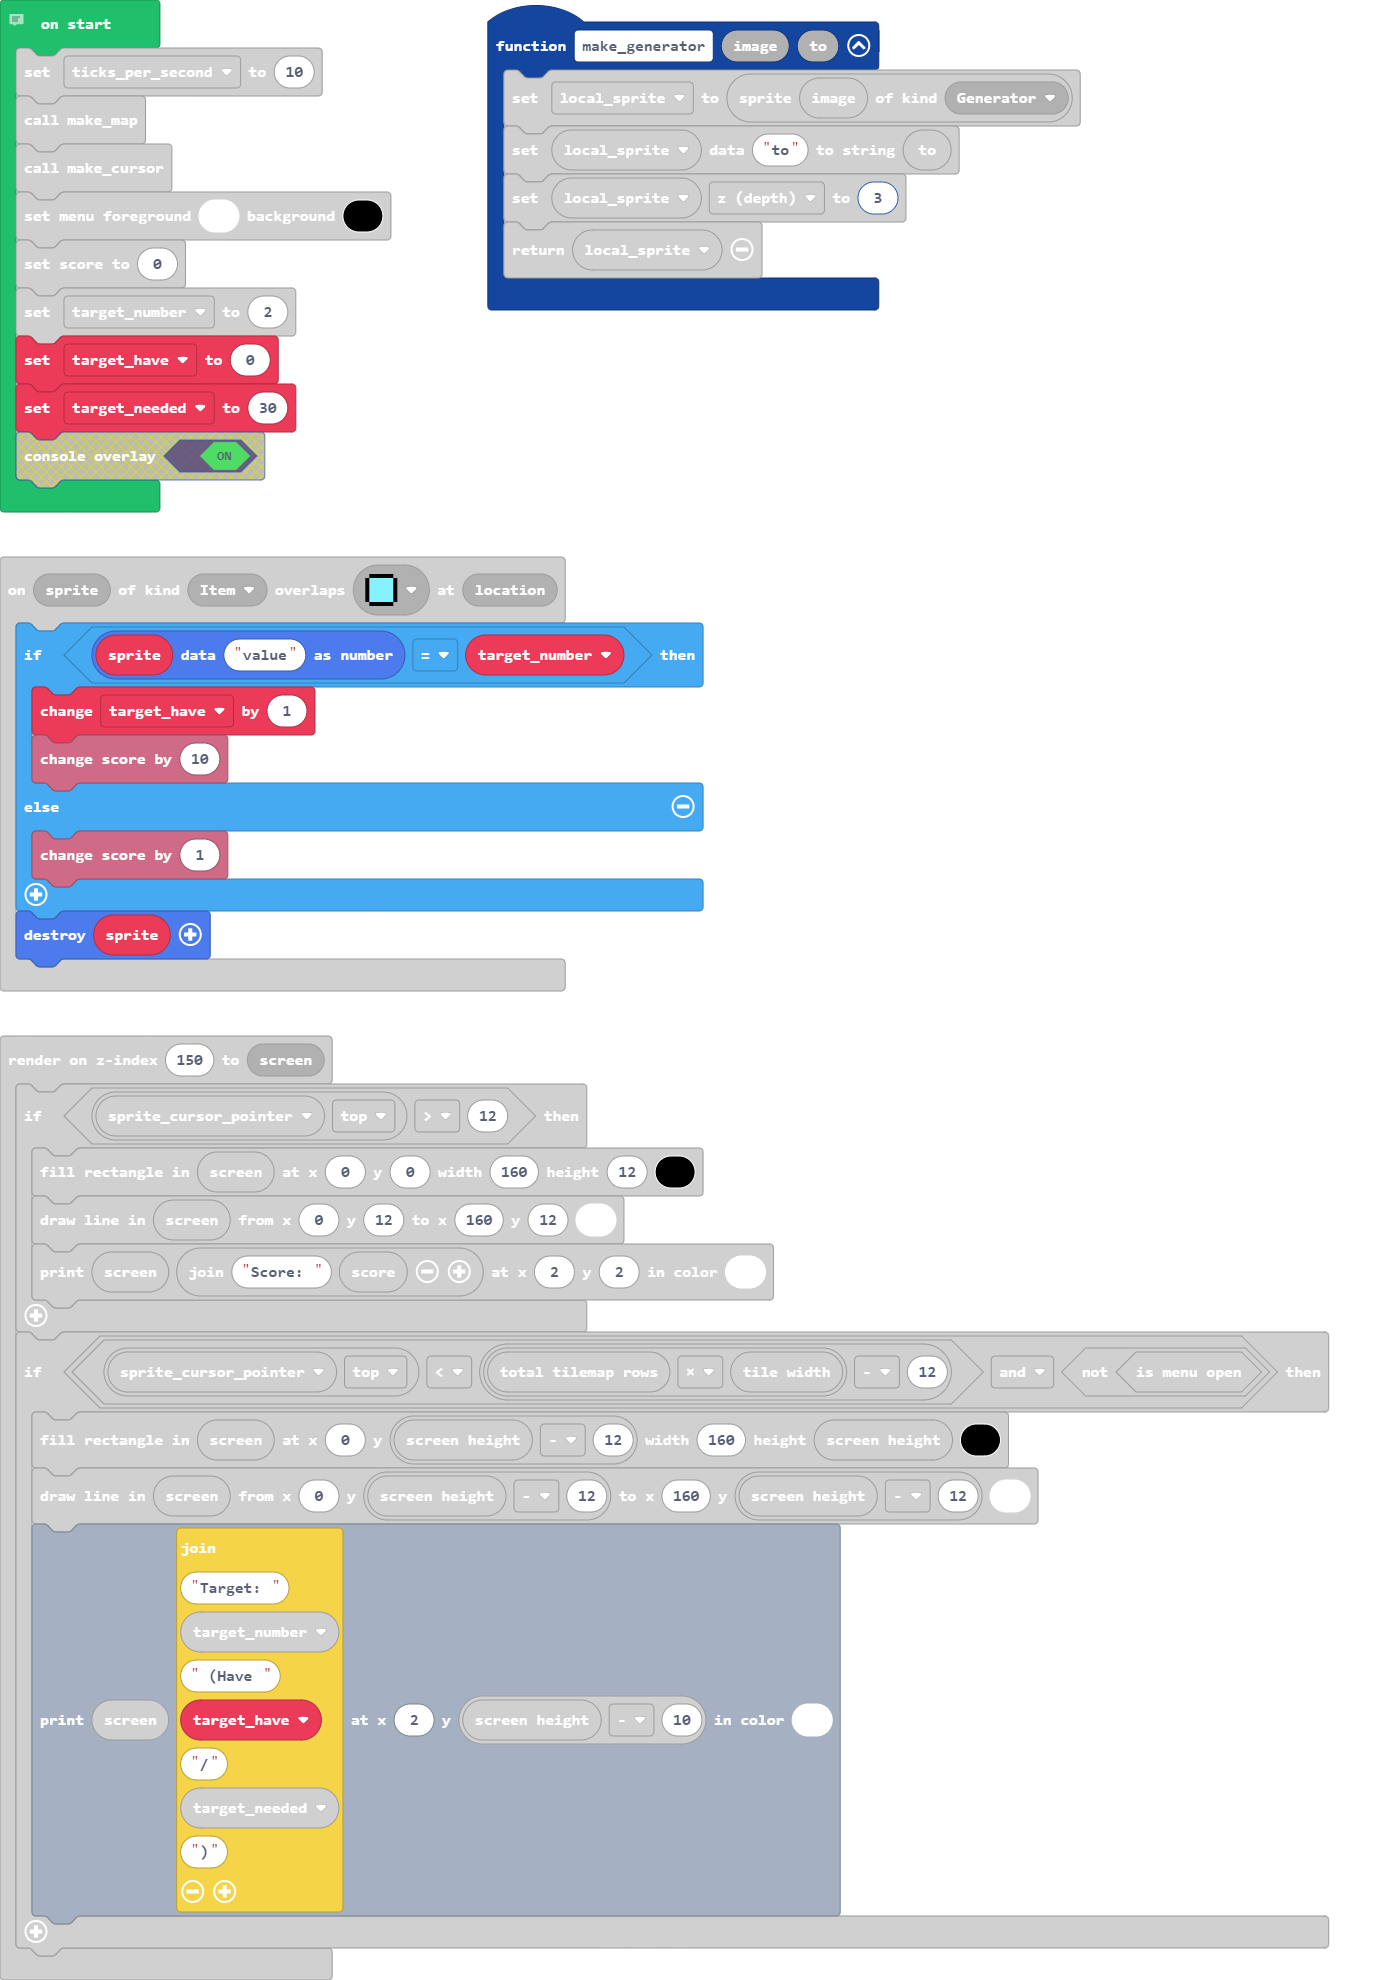 on start
set ticks_per_second to 10
call make_map
call make_cursor
set menu foreground background
set score to 0
set target_number to 2
set target_have to 0
set target_needed to 30
console overlay ON
function make_generator image to
set local_sprite to sprite image of kind Generator
set local_sprite data "to" to string to
set local_sprite z (depth) to 3
return local_sprite
on sprite of kind Item overlaps at location
if sprite data "value" as number = target_number then
change target_have by 1
change score by 10
else
change score by 1
destroy sprite
render on z-index 150 to screen
if sprite_cursor_pointer top > 12 then
fill rectangle in screen at x 0 y 0 width 160 height 12
draw line in screen from x 0 y 12 to x 160 y 12
print screen join "Score: " score at x 2 y 2 in color
if sprite_cursor_pointer top < total tilemap rows × tile width - 12 and not is menu open then
fill rectangle in screen at x 0 y screen height - 12 width 160 height screen height
draw line in screen from x 0 y screen height - 12 to x 160 y screen height - 12
join
"Target: "
target_number
" (Have "
print screen target_have at x 2 y screen height - 10 in color
"/"
target_needed
")"